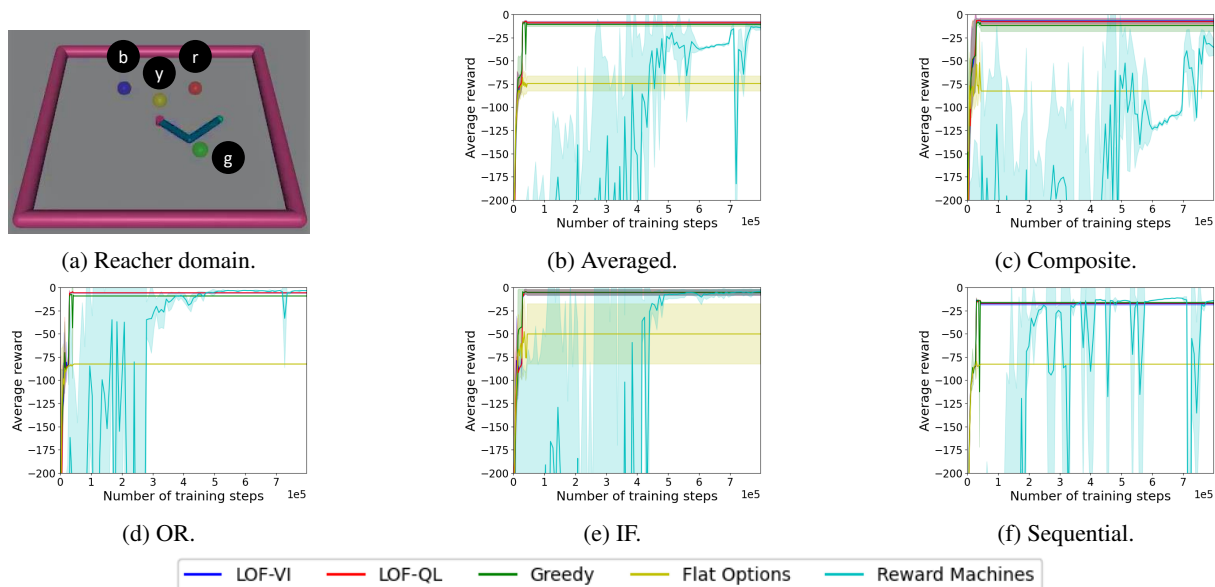 b
r
y
g
(a) Reacher domain.
Average reward
0
−25
−50
−75
−100
−125
−150
−175
−200
0 1 2 3 4 5 6 7
Number of training steps 1e5
(b) Averaged.
Average reward
0
−25
−50
−75
−100
−125
−150
−175
−200
0 1 2 3 4 5 6 7
Number of training steps 1e5
(c) Composite.
Average reward
0
−25
−50
−75
−100
−125
−150
−175
−200
0 1 2 3 4 5 6 7
Number of training steps 1e5
(d) OR.
Average reward
0
−25
−50
−75
−100
−125
−150
−175
−200
0 1 2 3 4 5 6 7
Number of training steps 1e5
(e) IF.
Average reward
0
−25
−50
−75
−100
−125
−150
−175
−200
0 1 2 3 4 5 6 7
Number of training steps 1e5
(f) Sequential.
LOF-VI LOF-QL Greedy Flat Options Reward Machines